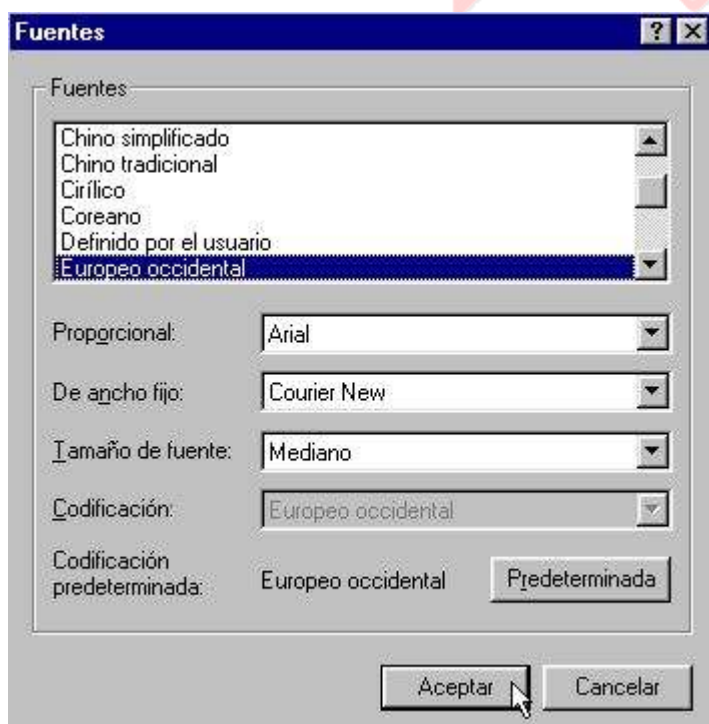 Fuentes
Fuentes
Chino simplificado
Chino tradicional
Cirílico
Coreano
Definido por el usuario
Europeo occidental
Proporcional: Arial
De ancho fijo: Courier New
Tamaño de fuente: Mediano
Codificación: Europeo occidental
Codificación
predeterminada: Europeo occidental Predeterminada
Aceptar Cancelar